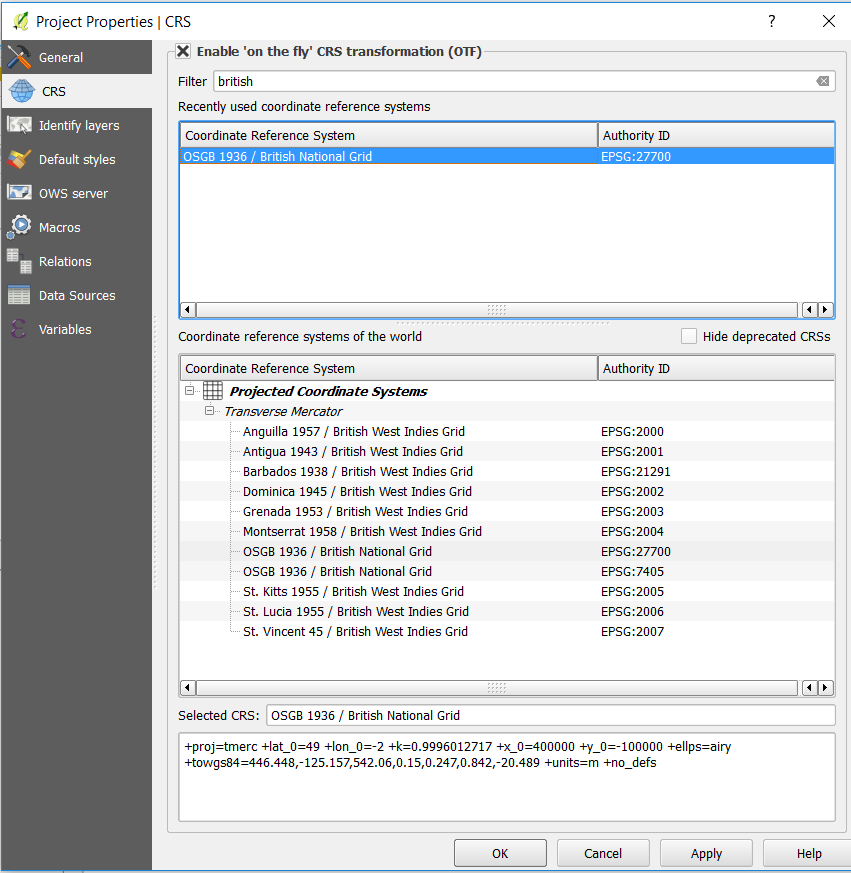 Project Properties | CRS
?
General
CRS
Identify layers
Default styles
OWS server
Macros
Relations
Data Sources
Variables
Enable 'on the fly' CRS transformation (OTF)
Filter british
Recently used coordinate reference systems
Coordinate Reference System Authority ID
OSGB 1936 / British National Grid EPSG:27700
Coordinate reference systems of the world Hide deprecated CRSs
Coordinate Reference System Authority ID
Projected Coordinate Systems
Transverse Mercator
Anguilla 1957 / British West Indies Grid EPSG:2000
Antigua 1943 / British West Indies Grid EPSG:2001
Barbados 1938 / British West Indies Grid EPSG:21291
Dominica 1945 / British West Indies Grid EPSG:2002
Grenada 1953 / British West Indies Grid EPSG:2003
Montserrat 1958 / British West Indies Grid EPSG:2004
OSGB 1936 / British National Grid EPSG:27700
OSGB 1936 / British National Grid EPSG:7405
St. Kitts 1955 / British West Indies Grid EPSG:2005
St. Lucia 1955 / British West Indies Grid EPSG:2006
St. Vincent 45 / British West Indies Grid EPSG:2007
Selected CRS: OSGB 1936 / British National Grid
+proj=tmerc +lat_0=49 +lon_0=-2 +k=0.9996012717 +x_0=400000 +y_0=-100000 +ellps=airy
+towgs84=446.448,-125.157,542.06,0.15,0.247,0.842,-20.489 +units=m +no_defs
OK Cancel Apply Help